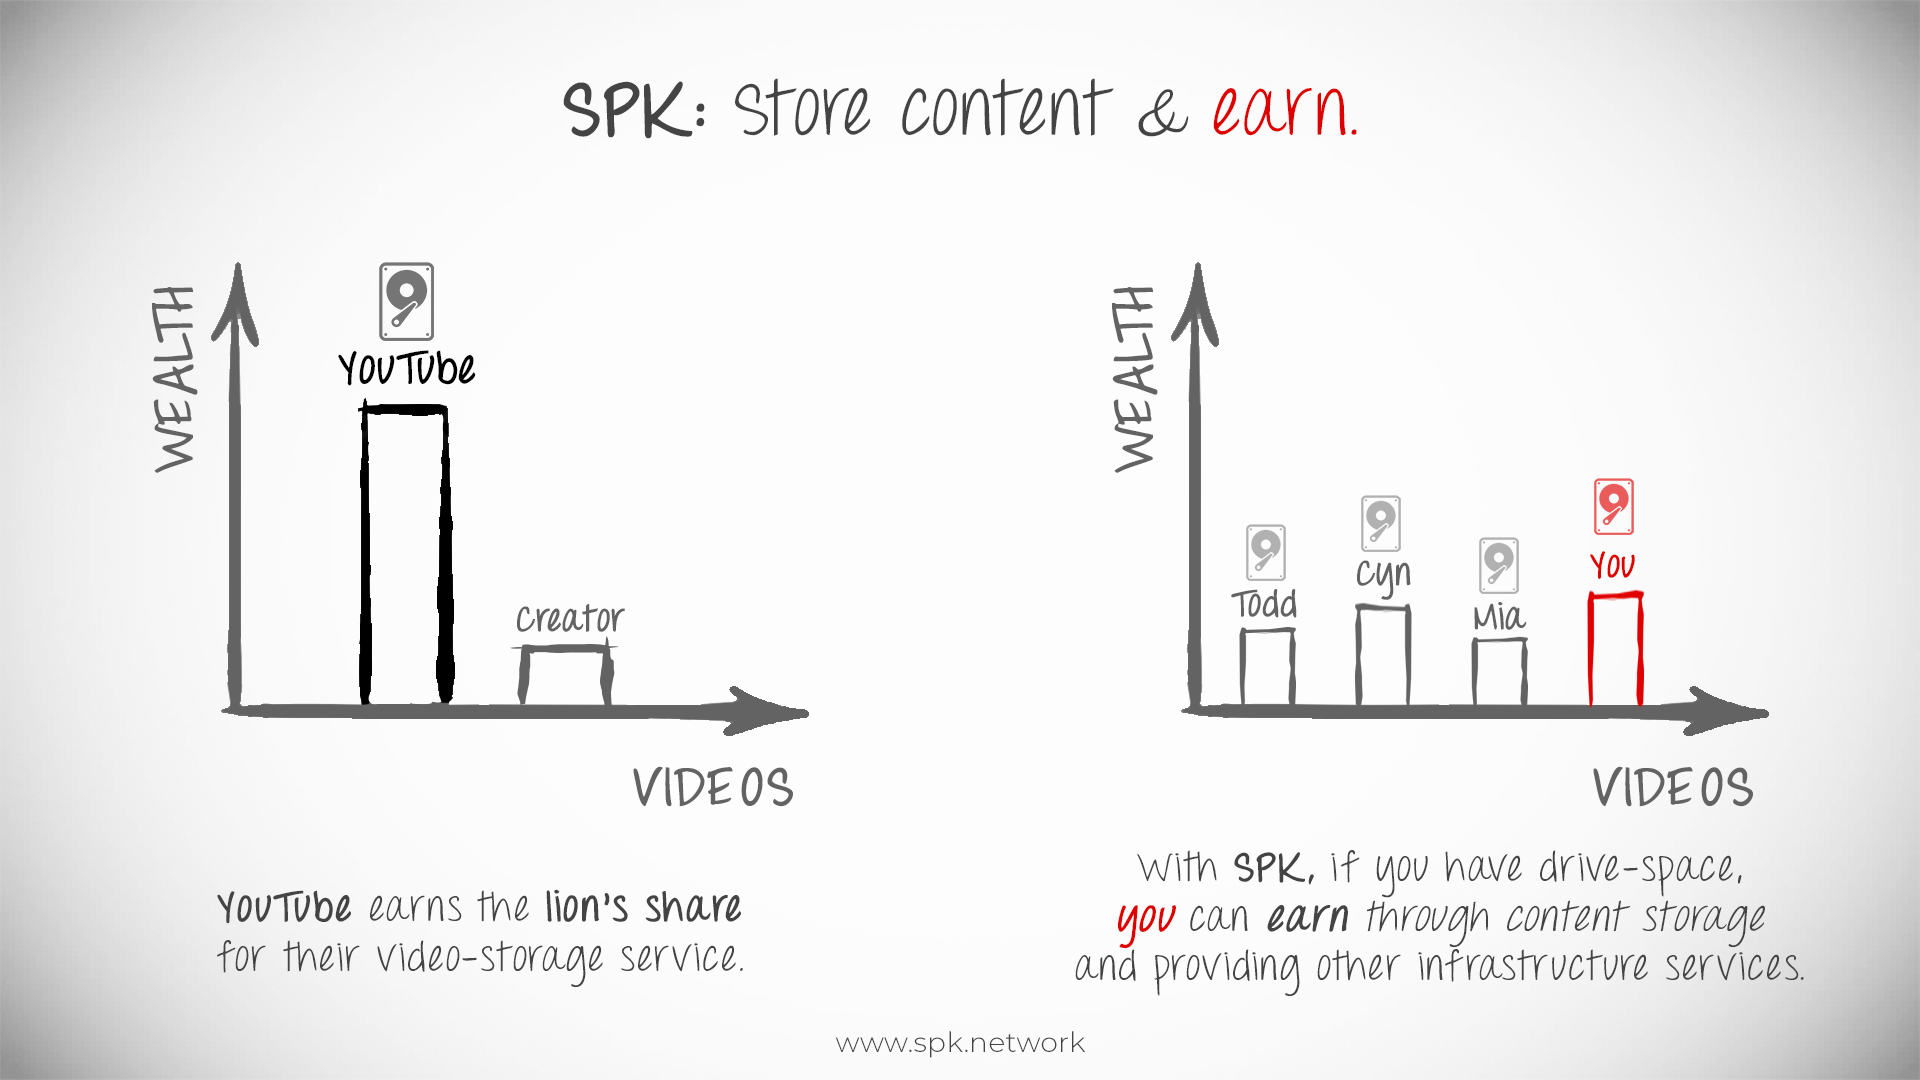 SPK: Store content & earn.
WEALTH
YouTube
Creator
VIDEOS
YouTube earns the lion's share
for their video-storage service.
WEALTH
Todd
Cyn
Mia
You
VIDEOS
With SPK, if you have drive-space,
you can earn through content storage
and providing other infrastructure services.
www.spk.network